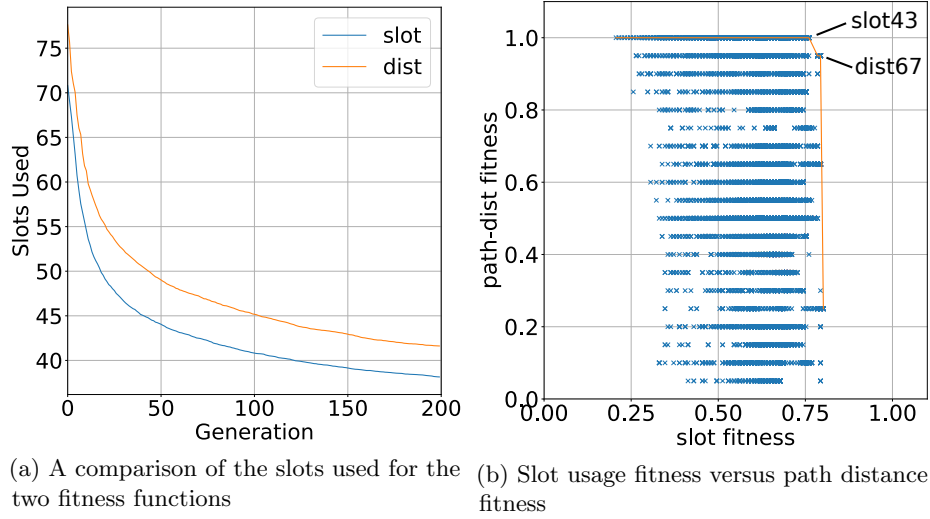 75
70
65
60
55
50
45
40
Slots Used
slot
dist
0
50
100
150
200
Generation
(a) A comparison of the slots used for the
two fitness functions
1.0
0.8
0.6
0.4
0.2
0.0
path-dist fitness
slot43
dist67
0.00
0.25
0.50
0.75
1.00
slot fitness
(b) Slot usage fitness versus path distance
fitness